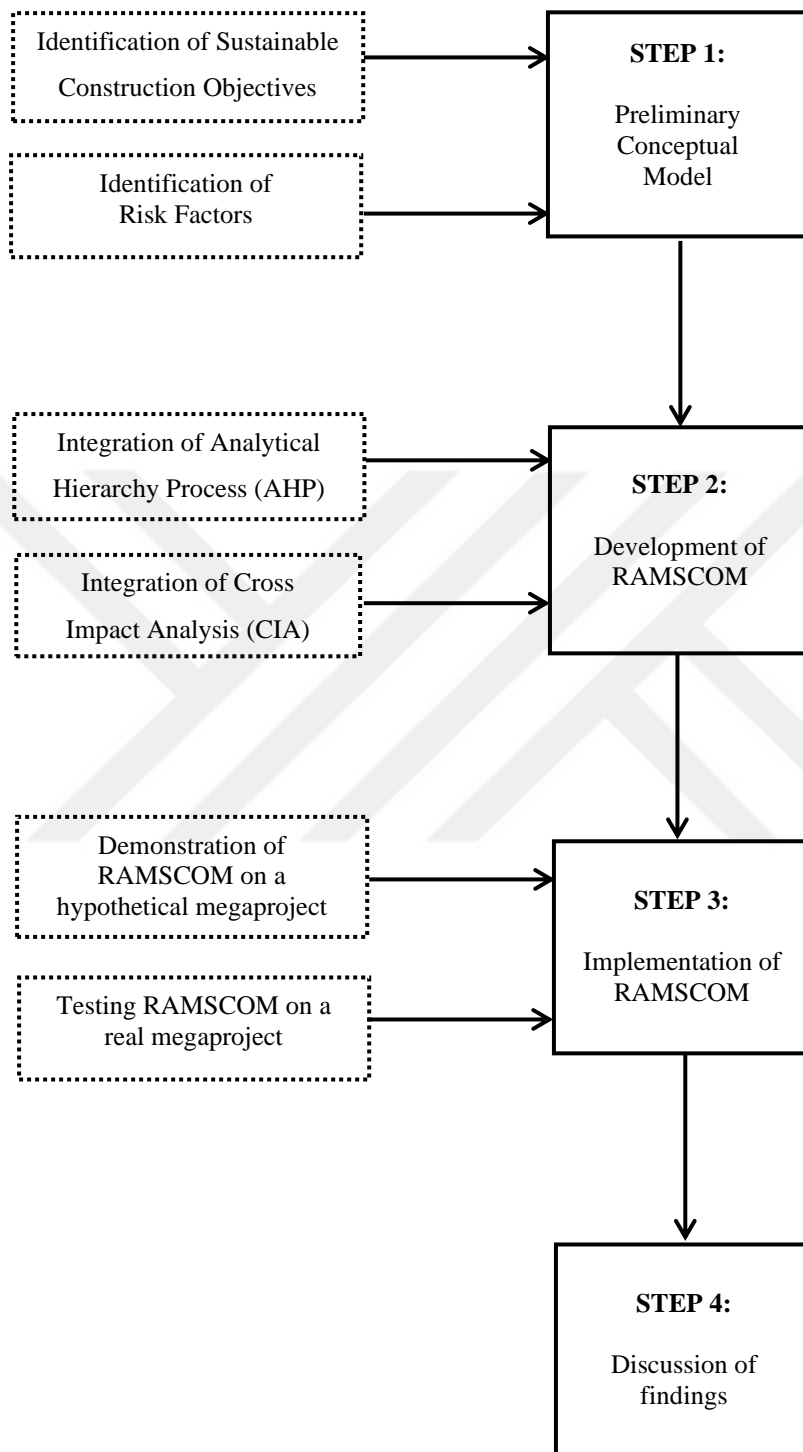 Identification of Sustainable
Construction Objectives
STEP 1:
Preliminary
Conceptual
Model
Identification of
Risk Factors
Integration of Analytical
Hierarchy Process (AHP)
STEP 2:
Development of
RAMSCOM
Integration of Cross
Impact Analysis (CIA)
Demonstration of
RAMSCOM on a
hypothetical megaproject
STEP 3:
Implementation of
RAMSCOM
Testing RAMSCOM on a
real megaproject
STEP 4:
Discussion of
findings